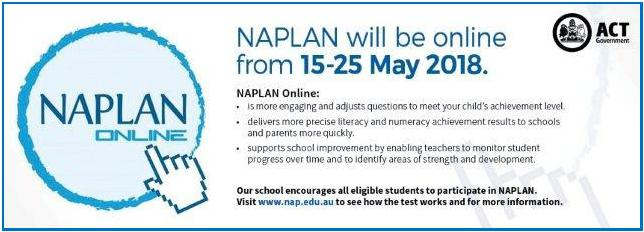 NAPLAN
ONLINE
NAPLAN will be online
from 15-25 May 2018.
ACT
Government
NAPLAN Online:
• is more engaging and adjusts questions to meet your child's achievement level.
• delivers more precise literacy and numeracy achievement results to schools
and parents more quickly.
• supports school improvement by enabling teachers to monitor student
progress over time and to identify areas of strength and development.
Our school encourages all eligible students to participate in NAPLAN.
Visit www.nap.edu.au to see how the test works and for more information.